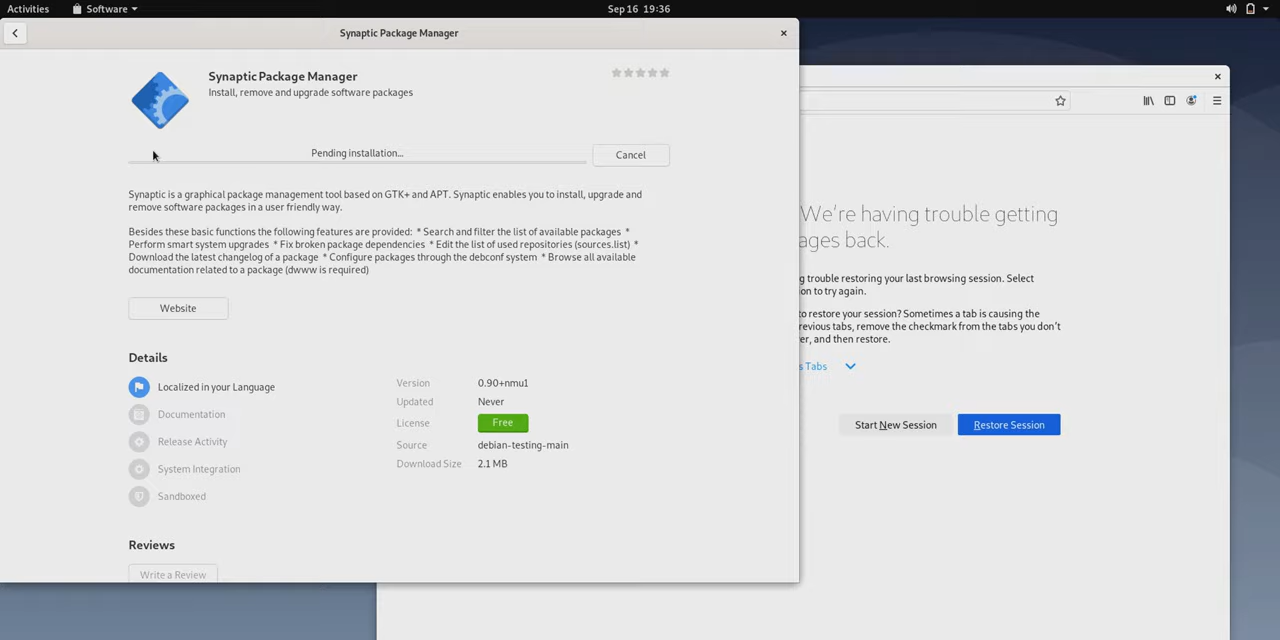 Activities
Software
Sep 16 19:36
Synaptic Package Manager
Synaptic Package Manager
Install, remove and upgrade software packages
Pending installation...
Cancel
Synaptic is a graphical package management tool based on GTK+ and APT. Synaptic enables you to install, upgrade and
remove software packages in a user friendly way.
Besides these basic functions the following features are provided: * Search and filter the list of available packages *
Perform smart system upgrades * Fix broken package dependencies * Edit the list of used repositories (sources.list) *
Download the latest changelog of a package * Configure packages through the debconf system * Browse all available
documentation related to a package (dwww is required)
Website
Details
Localized in your Language
Documentation
Release Activity
System Integration
Sandboxed
Version 0.90+nmu1
Updated Never
License Free
Source debian-testing-main
Download Size 2.1 MB
Reviews
Write a Review
We're having trouble getting
ages back.
g trouble restoring your last browsing session. Select
on to try again.
to restore your session? Sometimes a tab is causing the
revious tabs, remove the checkmark from the tabs you don't
er, and then restore.
s Tabs
Start New Session
Restore Session